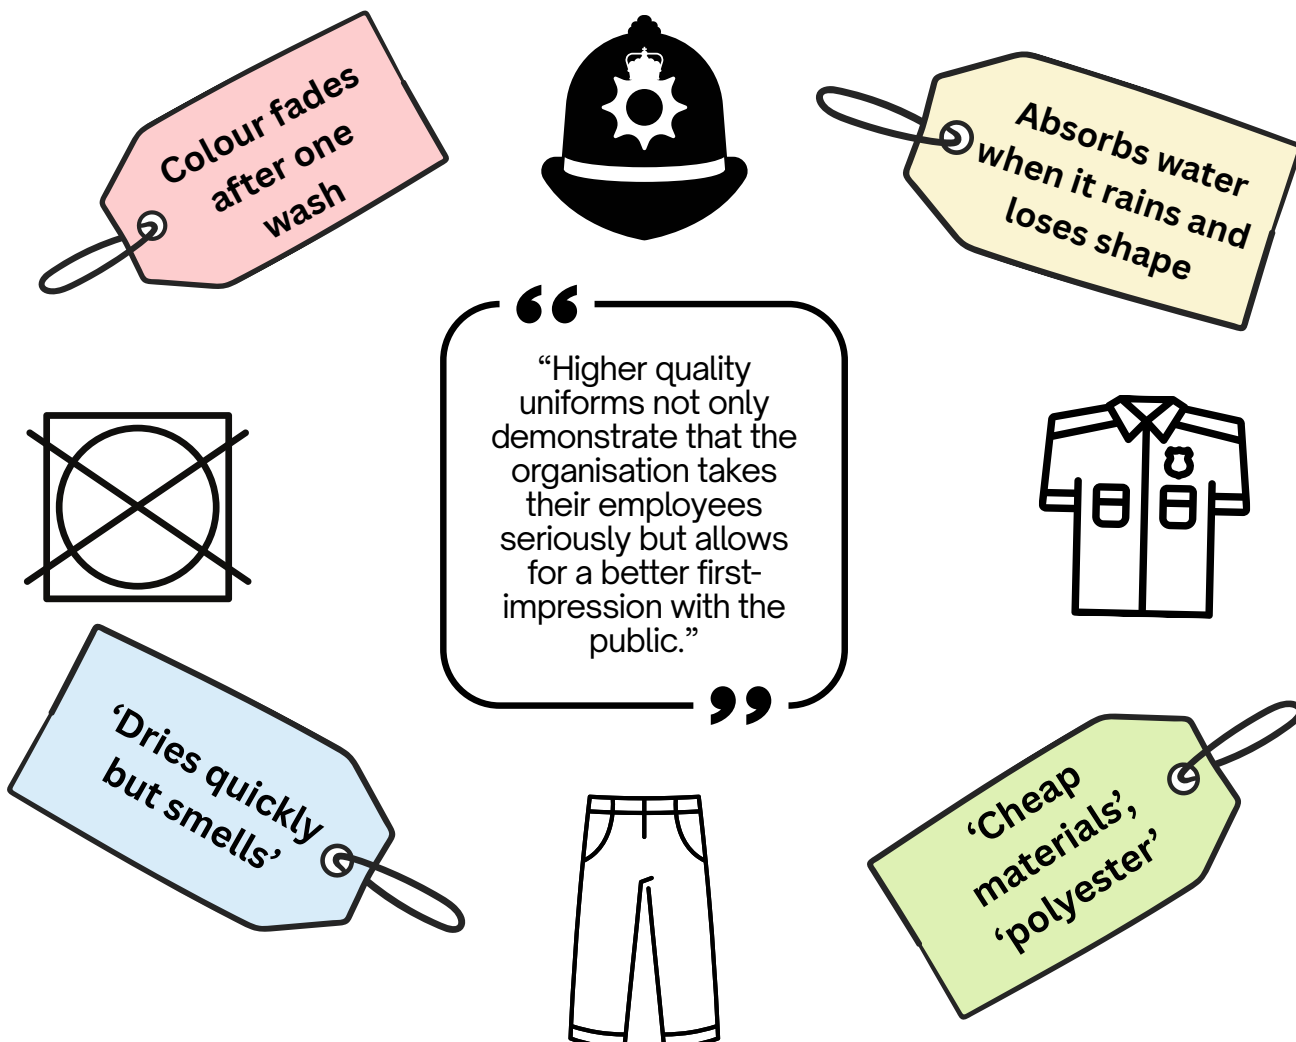 Colour fades
after one
wash
Absorbs water
when it rains and
loses shape
“Higher quality
uniforms not only
demonstrate that the
organisation takes
their employees
seriously but allows
for a better first-
impression with the
public.”
‘Dries quickly
but smells’
‘Cheap
materials’,
‘polyester’